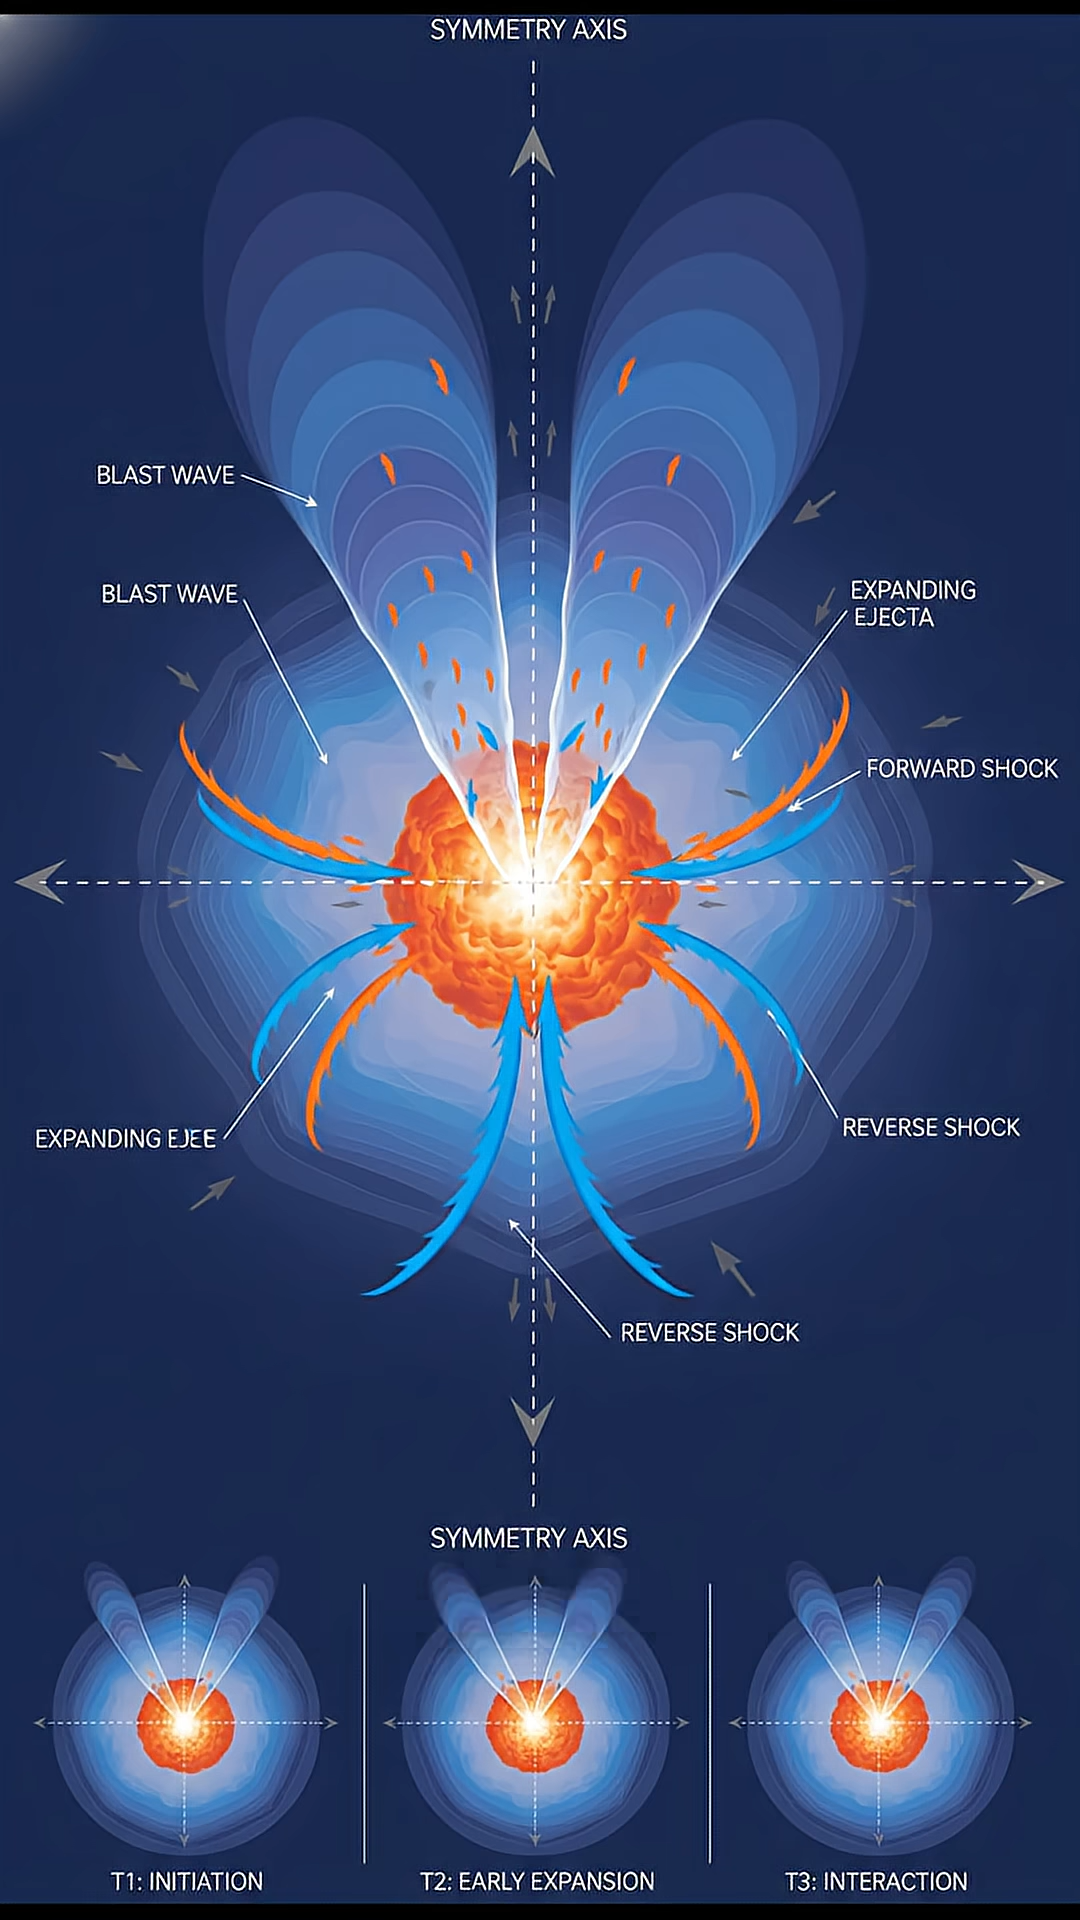 SYMMETRY AXIS
BLAST WAVE
BLAST WAVE
EXPANDING
EJECTA
FORWARD SHOCK
EXPANDING EJEE
REVERSE SHOCK
REVERSE SHOCK
SYMMETRY AXIS
T1: INITIATION
T2: EARLY EXPANSION
T3: INTERACTION